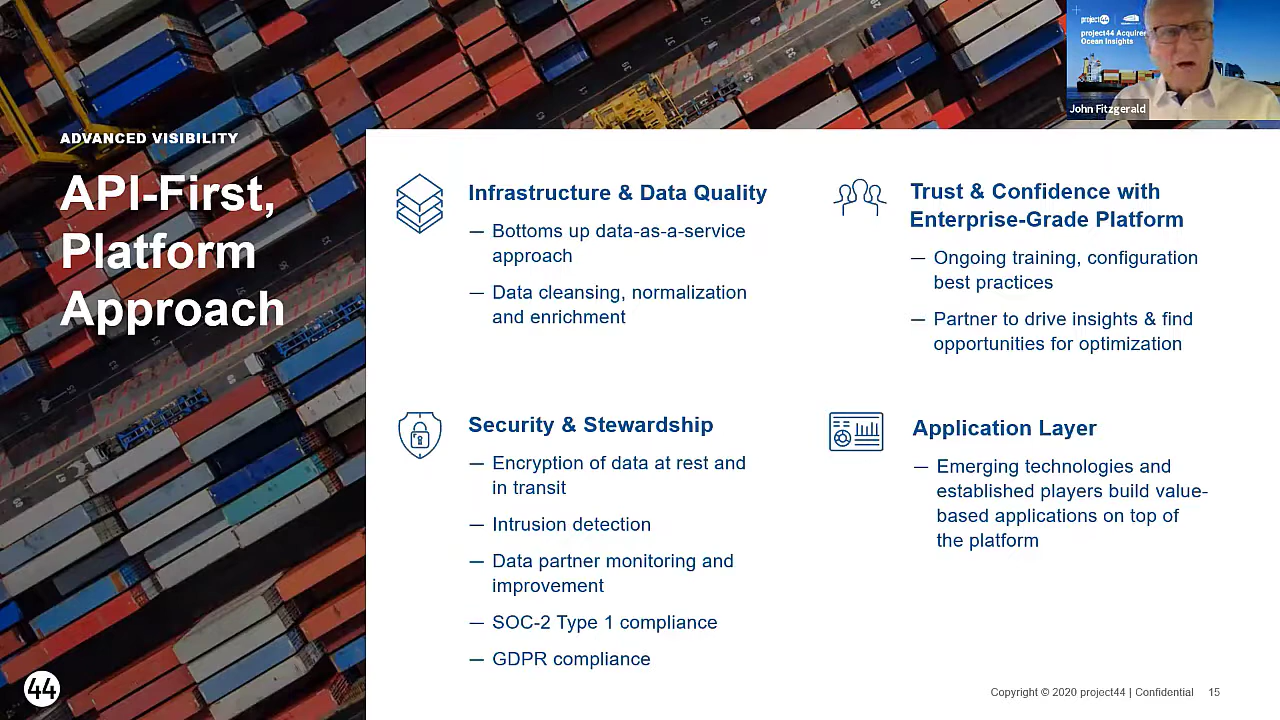 ADVANCED VISIBILITY
API-First,
Platform
Approach
Infrastructure & Data Quality
— Bottoms up data-as-a-service
approach
— Data cleansing, normalization
and enrichment
Trust & Confidence with
Enterprise-Grade Platform
— Ongoing training, configuration
best practices
— Partner to drive insights & find
opportunities for optimization
Security & Stewardship
— Encryption of data at rest and
in transit
— Intrusion detection
— Data partner monitoring and
improvement
— SOC-2 Type 1 compliance
— GDPR compliance
Application Layer
— Emerging technologies and
established players build value-
based applications on top of
the platform
project44
project44 Acquires
Ocean Insights
John Fitzgerald
44
Copyright © 2020 project44 | Confidential 15